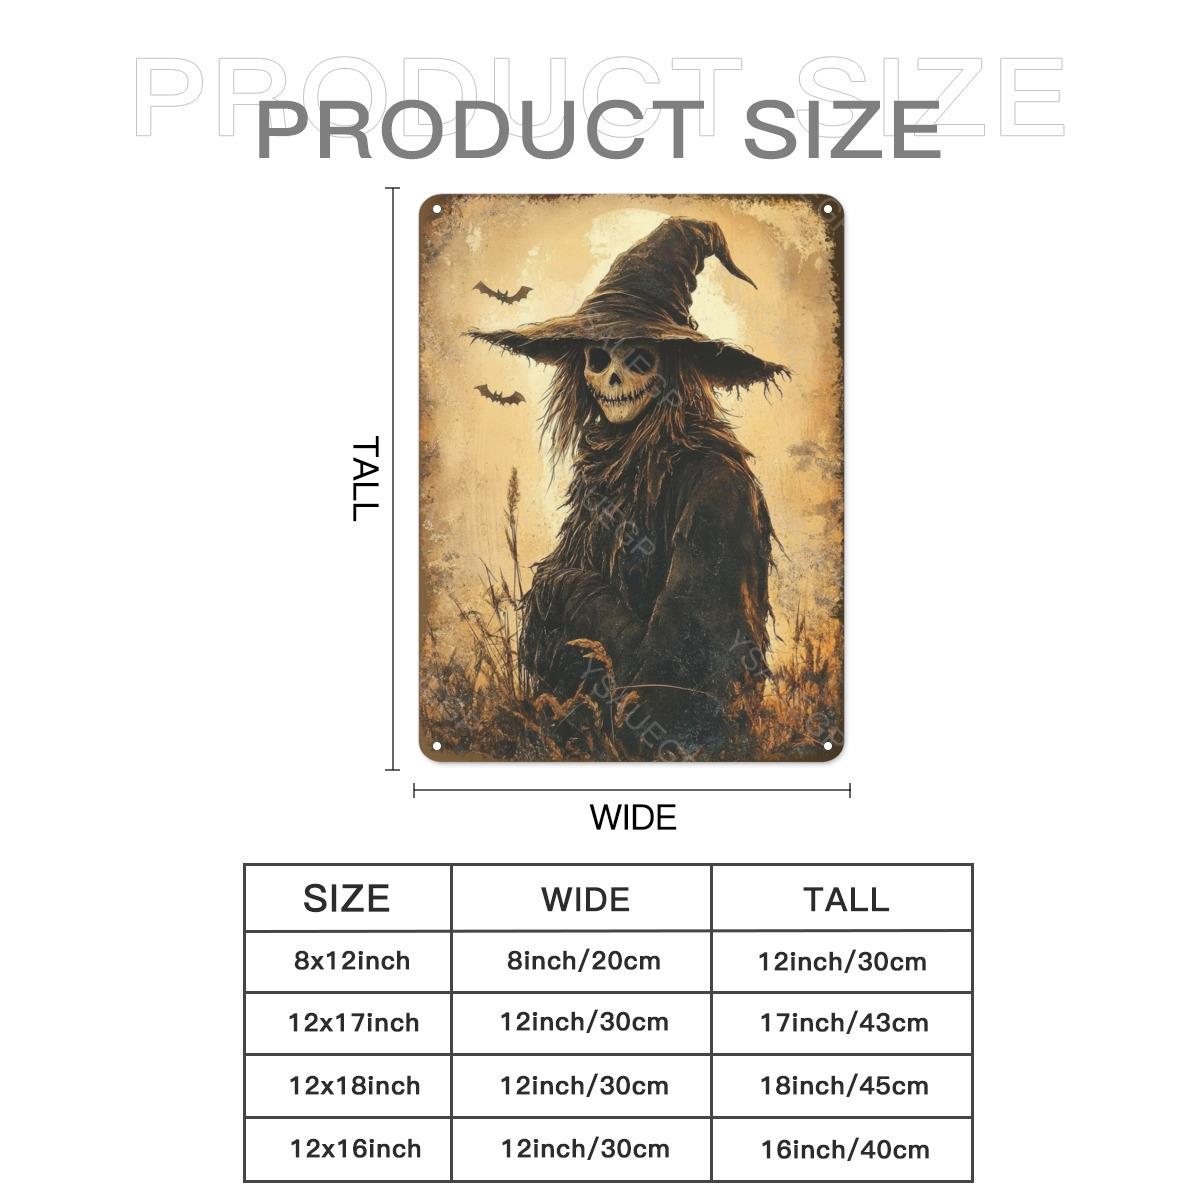 PRODUCT SIZE
PRODUCT SIZE
TALL
YSAUEGP
WIDE
SIZE WIDE TALL
8x12inch 8inch/20cm 12inch/30cm
12x17inch 12inch/30cm 17inch/43cm
12x18inch 12inch/30cm 18inch/45cm
12x16inch 12inch/30cm 16inch/40cm